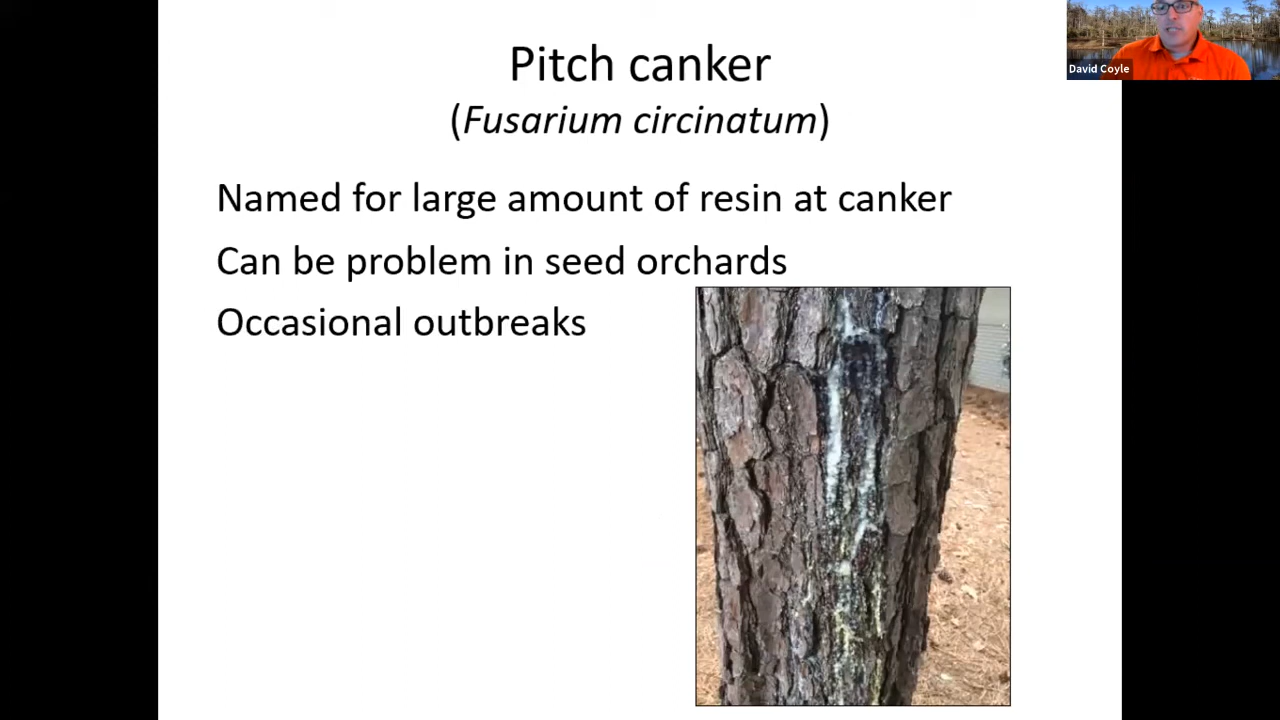 Pitch canker
(Fusarium circinatum)
Named for large amount of resin at canker
Can be problem in seed orchards
Occasional outbreaks
David Coyle